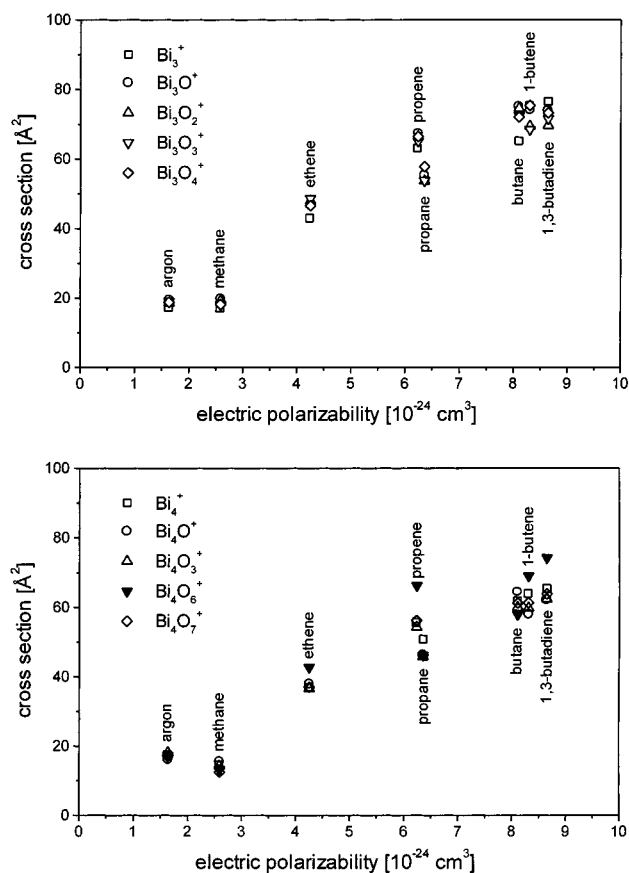 100
80
60
40
20
0
cross section [Å²]
Bi₃⁺
Bi₃O⁺
Bi₃O₂⁺
Bi₃O₃⁺
Bi₃O₄⁺
argon
methane
ethene
propene
propane
butane
1-butene
1,3-butadiene
0 1 2 3 4 5 6 7 8 9 10
electric polarizability [10⁻²⁴ cm³]
100
80
60
40
20
0
cross section [Å²]
Bi₄⁺
Bi₄O⁺
Bi₄O₃⁺
Bi₄O₆⁺
Bi₄O₇⁺
argon
methane
ethene
propene
propane
butane
1-butene
1,3-butadiene
0 1 2 3 4 5 6 7 8 9 10
electric polarizability [10⁻²⁴ cm³]